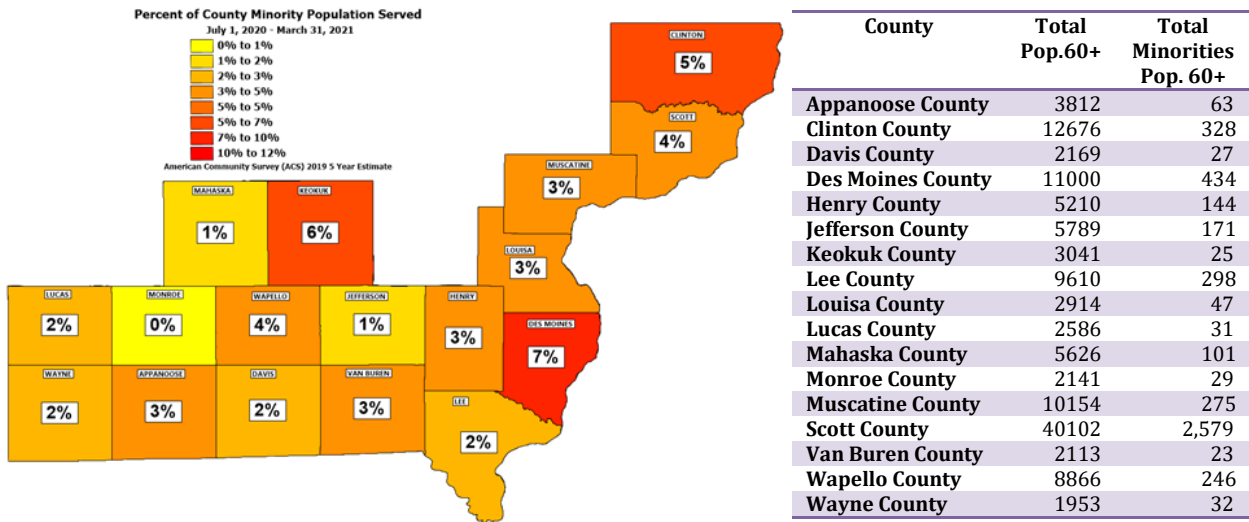 Percent of County Minority Population Served
July 1, 2020 - March 31, 2021
0% to 1%
1% to 2%
2% to 3%
3% to 5%
5% to 5%
5% to 7%
7% to 10%
10% to 12%
American Community Survey (ACS) 2019 5 Year Estimate
CLINTON
5%
SCOTT
4%
MUSCATINE
3%
MAHASKA
1%
KEOKUK
6%
LOUISA
3%
LUCAS
2%
MONROE
0%
WAPELLO
4%
JEFFERSON
1%
HENRY
3%
DES MOINES
7%
WAYNE
2%
APPANOOSE
3%
DAVIS
2%
VAN BUREN
3%
LEE
2%
County Total Pop.60+ Total Minorities Pop. 60+
Appanoose County 3812 63
Clinton County 12676 328
Davis County 2169 27
Des Moines County 11000 434
Henry County 5210 144
Jefferson County 5789 171
Keokuk County 3041 25
Lee County 9610 298
Louisa County 2914 47
Lucas County 2586 31
Mahaska County 5626 101
Monroe County 2141 29
Muscatine County 10154 275
Scott County 40102 2,579
Van Buren County 2113 23
Wapello County 8866 246
Wayne County 1953 32